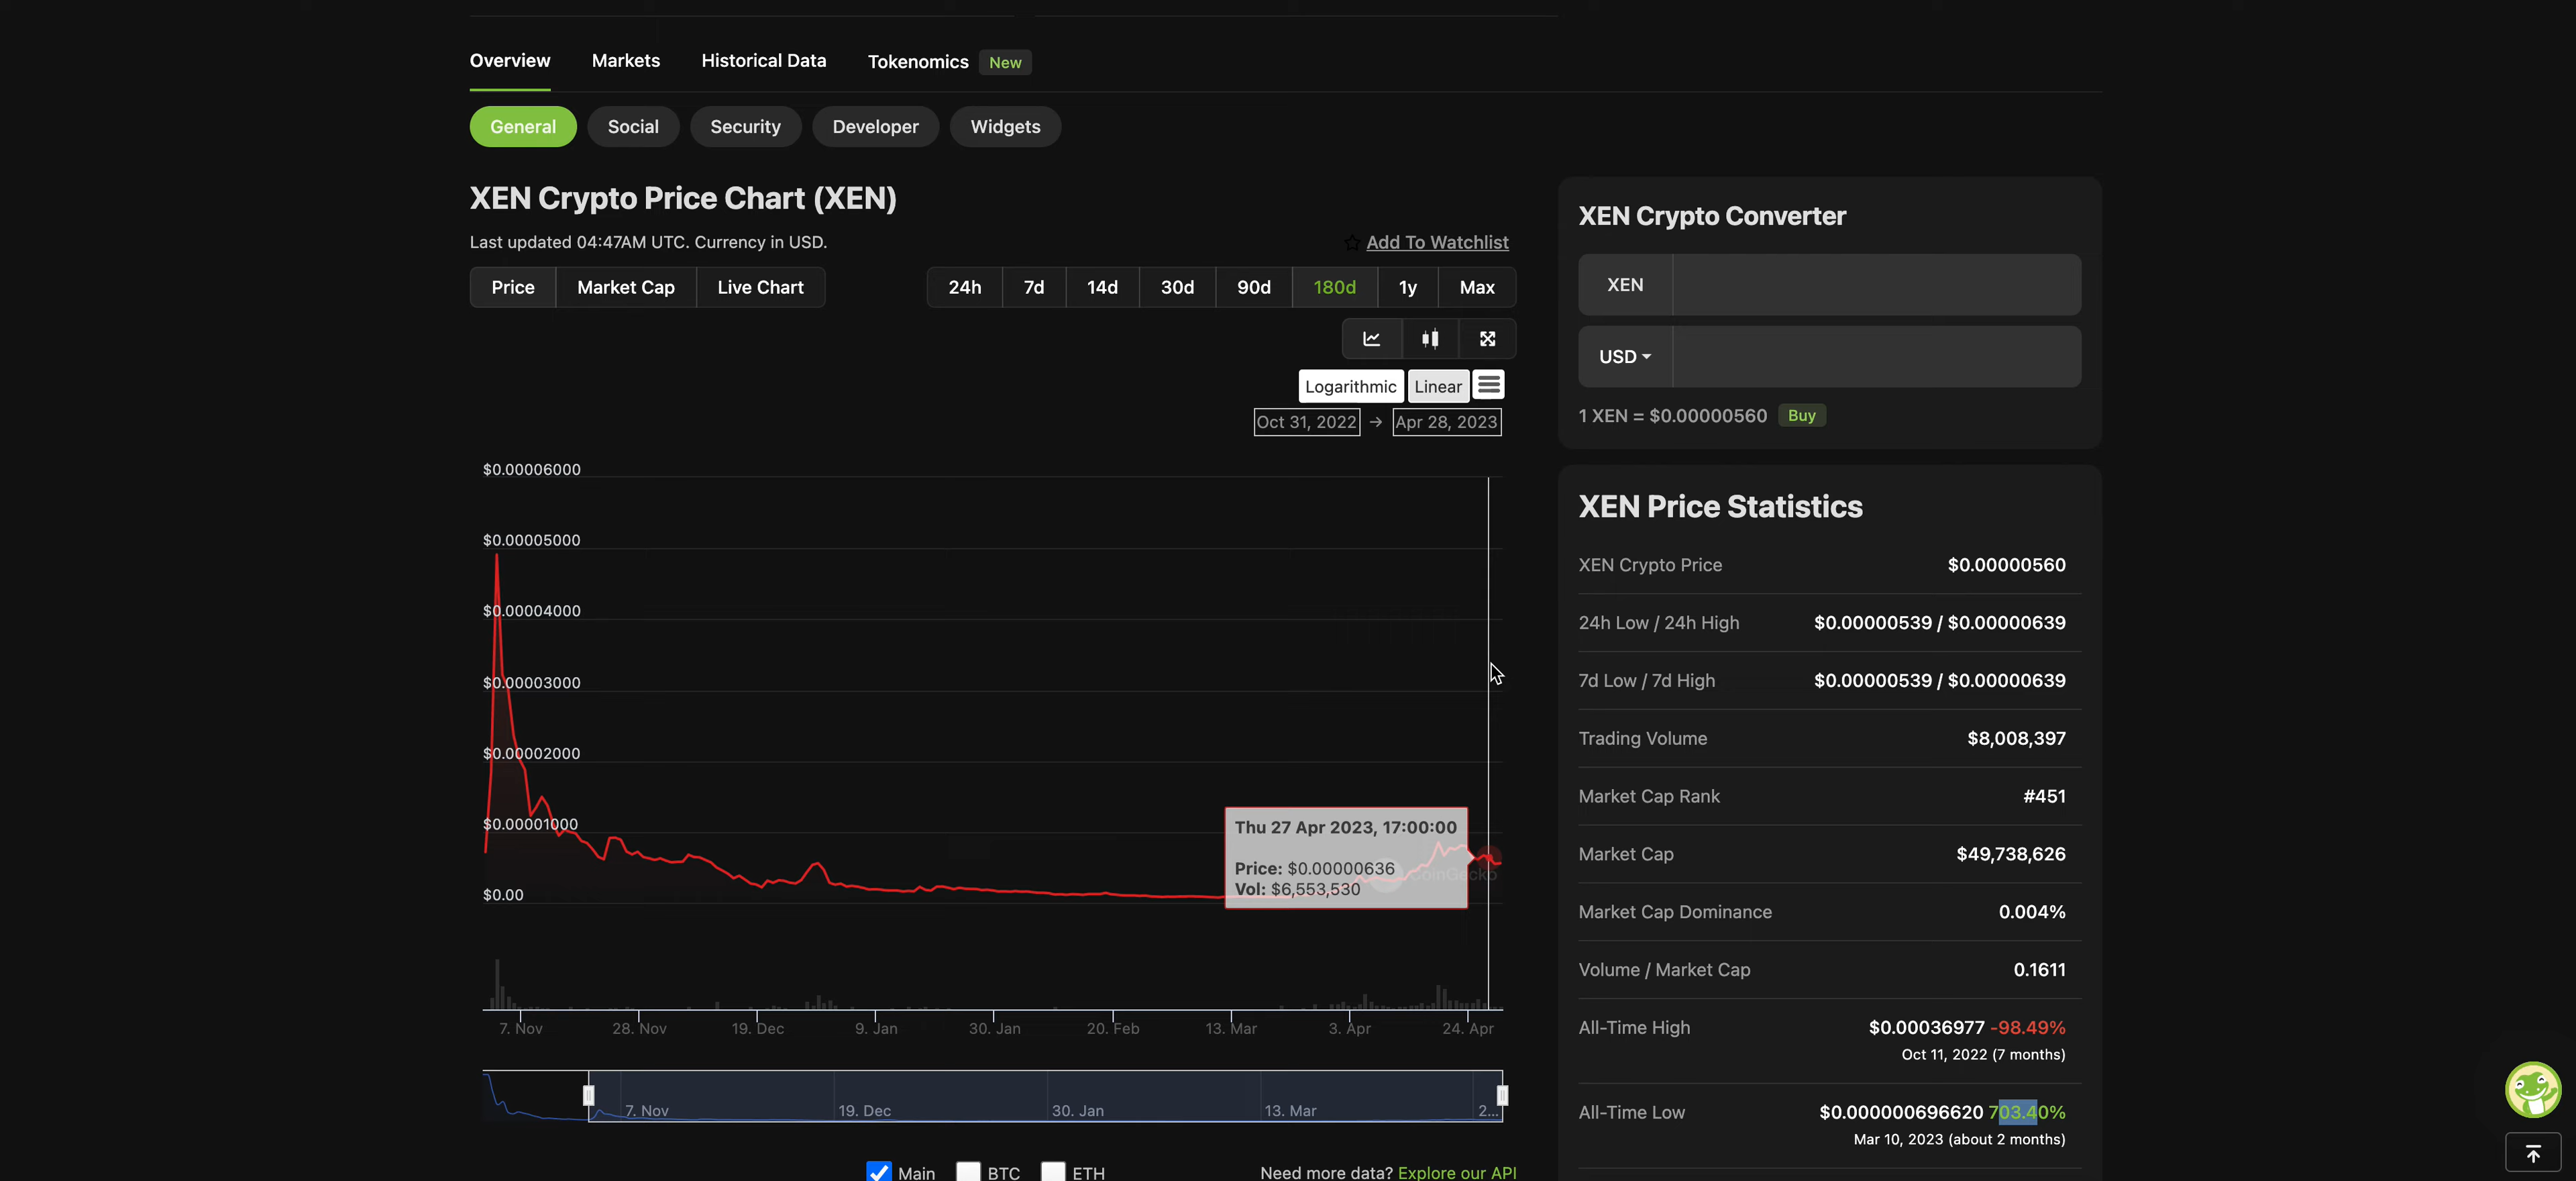 Overview Markets Historical Data Tokenomics New
General Social Security Developer Widgets
XEN Crypto Price Chart (XEN)
Last updated 04:47AM UTC. Currency in USD.
Add To Watchlist
Price Market Cap Live Chart
24h 7d 14d 30d 90d 180d 1y Max
Logarithmic Linear
Oct 31, 2022 → Apr 28, 2023
$0.00006000
$0.00005000
$0.00004000
$0.00003000
$0.00002000
$0.00001000
$0.00
Thu 27 Apr 2023, 17:00:00
Price: $0.00000636
Vol: $6,553,530
CoinGecko
7. Nov 28. Nov 19. Dec 9. Jan 30. Jan 20. Feb 13. Mar 3. Apr 24. Apr
7. Nov 19. Dec 30. Jan 13. Mar 2...
Main BTC ETH
Need more data? Explore our API
XEN Crypto Converter
XEN
USD
1 XEN = $0.00000560 Buy
XEN Price Statistics
XEN Crypto Price $0.00000560
24h Low / 24h High $0.00000539 / $0.00000639
7d Low / 7d High $0.00000539 / $0.00000639
Trading Volume $8,008,397
Market Cap Rank #451
Market Cap $49,738,626
Market Cap Dominance 0.004%
Volume / Market Cap 0.1611
All-Time High $0.00036977 -98.49%
Oct 11, 2022 (7 months)
All-Time Low $0.000000696620 703.40%
Mar 10, 2023 (about 2 months)